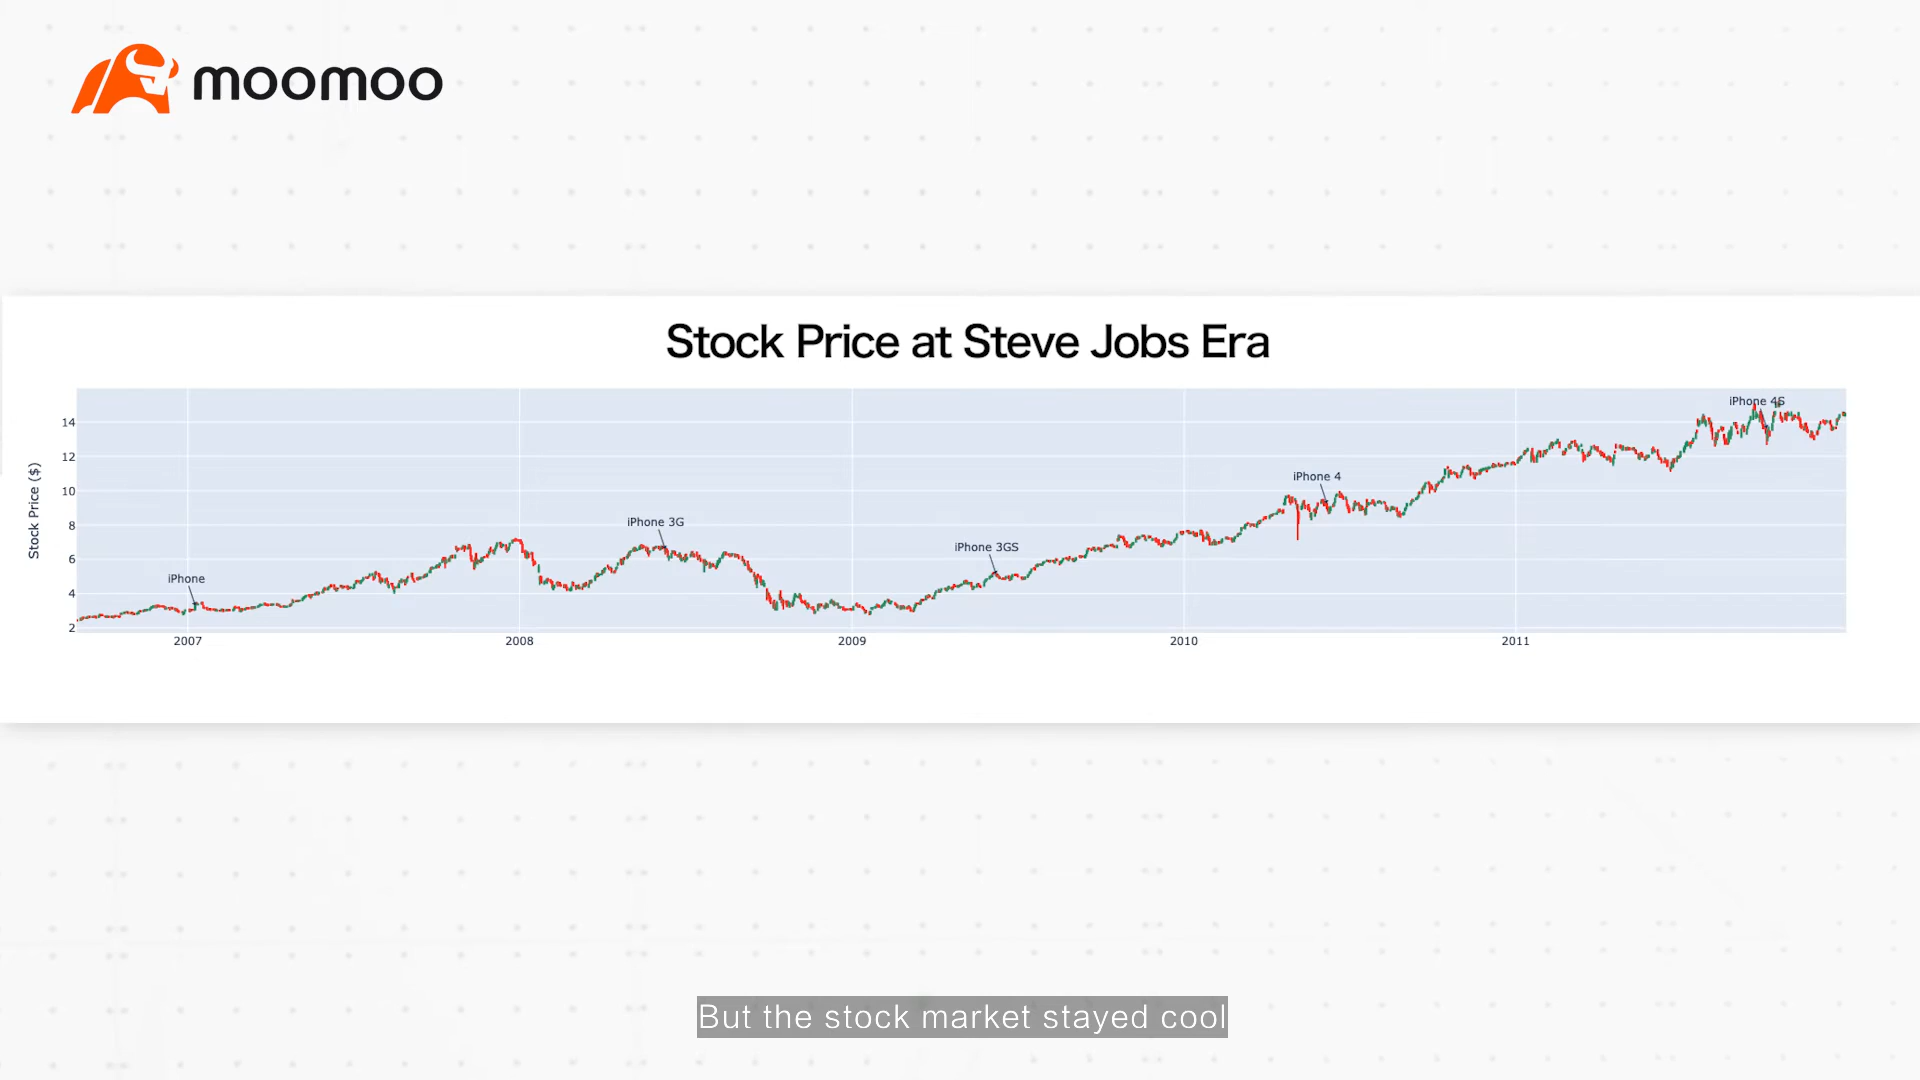 moomoo
Stock Price at Steve Jobs Era
Stock Price ($)
14
12
10
8
6
4
2
iPhone
iPhone 3G
iPhone 3GS
iPhone 4
iPhone 4S
2007
2008
2009
2010
2011
But the stock market stayed cool